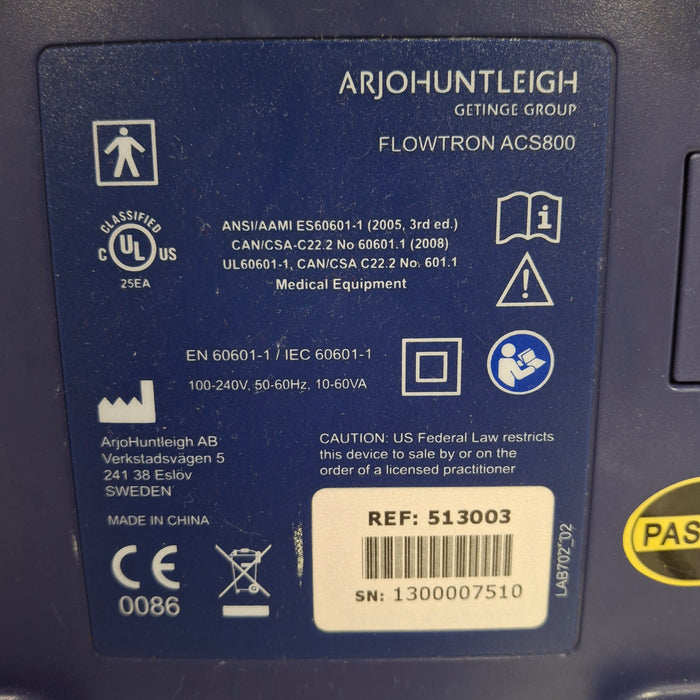 ARJOHUNTLEIGH
GETINGE GROUP
FLOWTRON ACS800
CLASSIFIED
C UL US
25EA
ANSI/AAMI ES60601-1 (2005, 3rd ed.)
CAN/CSA-C22.2 No 60601.1 (2008)
UL60601-1, CAN/CSA C22.2 No. 601.1
Medical Equipment
EN 60601-1 / IEC 60601-1
100-240V, 50-60Hz, 10-60VA
ArjoHuntleigh AB
Verkstadsvägen 5
241 38 Eslöv
SWEDEN
MADE IN CHINA
CE
0086
CAUTION: US Federal Law restricts
this device to sale by or on the
order of a licensed practitioner
REF: 513003
SN: 1300007510
LAB702_02
PAS